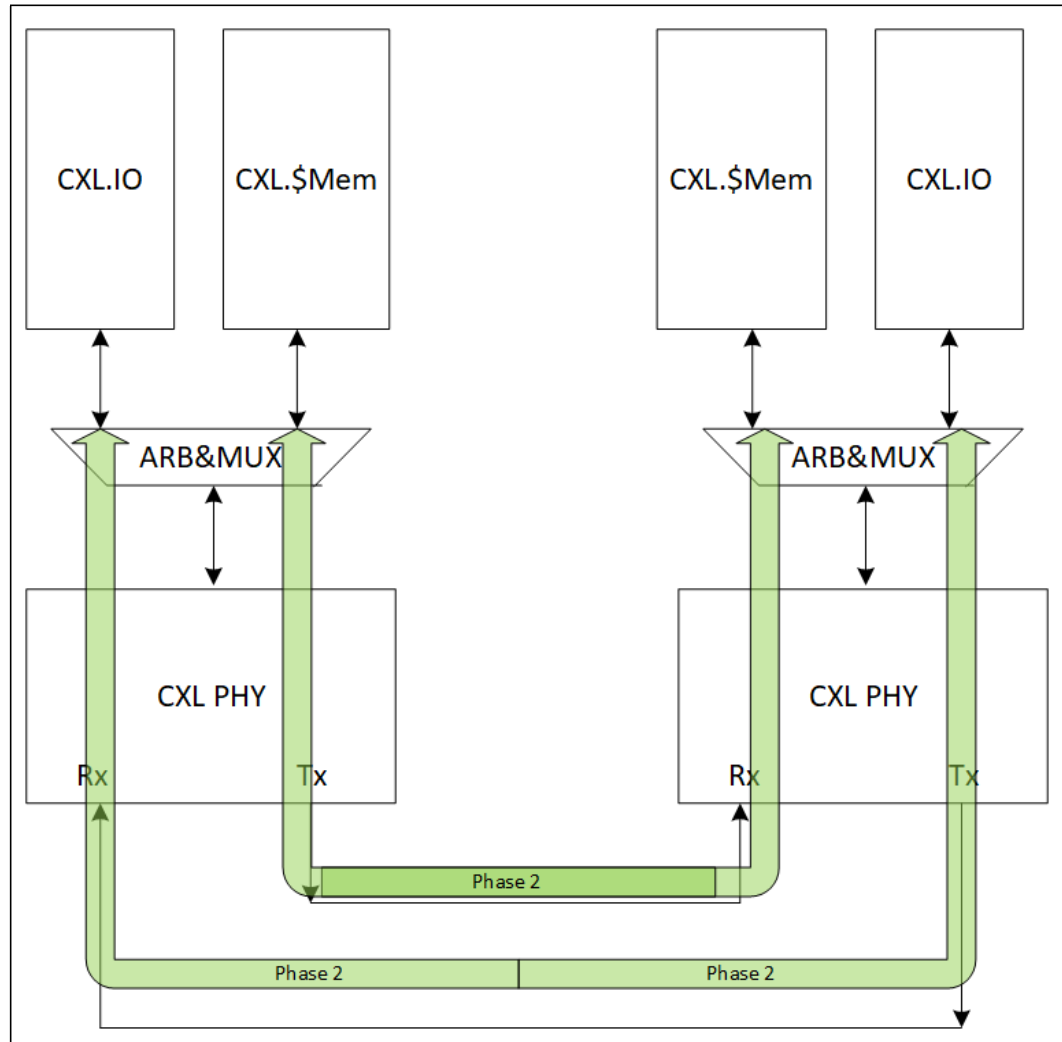 CXL.IO
CXL.$Mem
CXL.$Mem
CXL.IO
ARB&MUX
ARB&MUX
CXL PHY
CXL PHY
Rx
Tx
Rx
Tx
Phase 2
Phase 2
Phase 2